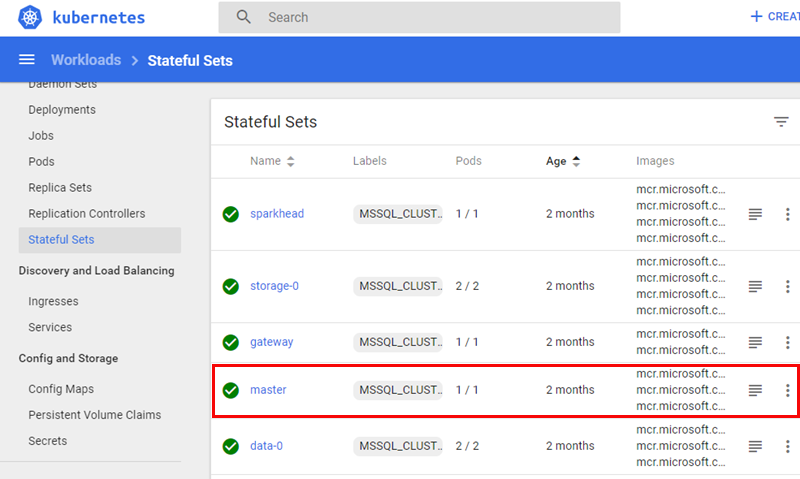 kubernetes
Search
+ CREAT
Workloads > Stateful Sets
Daemon Sets
Deployments
Jobs
Pods
Replica Sets
Replication Controllers
Stateful Sets
Discovery and Load Balancing
Ingresses
Services
Config and Storage
Config Maps
Persistent Volume Claims
Secrets
Stateful Sets
Name Labels Pods Age Images
sparkhead MSSQL_CLUST... 1 / 1 2 months
mcr.microsoft.c...
mcr.microsoft.c...
mcr.microsoft.c...
mcr.microsoft.c...
storage-0 MSSQL_CLUST... 2 / 2 2 months
mcr.microsoft.c...
mcr.microsoft.c...
mcr.microsoft.c...
mcr.microsoft.c...
gateway MSSQL_CLUST... 1 / 1 2 months
mcr.microsoft.c...
mcr.microsoft.c...
master MSSQL_CLUST... 1 / 1 2 months
mcr.microsoft.c...
mcr.microsoft.c...
mcr.microsoft.c...
data-0 MSSQL_CLUST... 2 / 2 2 months
mcr.microsoft.c...
mcr.microsoft.c...
mcr.microsoft.c...